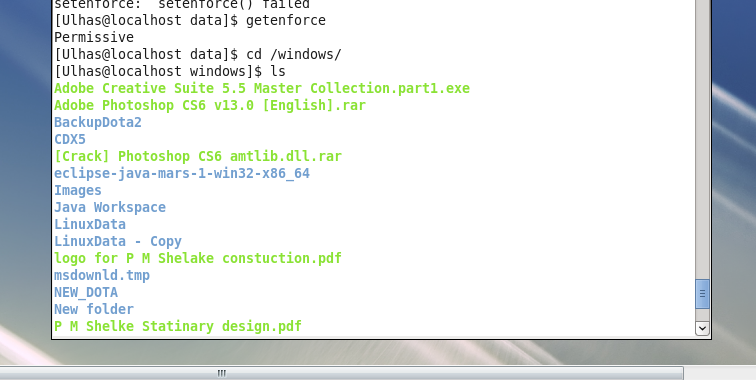 setenforce:  setenforce() failed
[Ulhas@localhost data]$ getenforce
Permissive
[Ulhas@localhost data]$ cd /windows/
[Ulhas@localhost windows]$ ls
Adobe Creative Suite 5.5 Master Collection.part1.exe
Adobe Photoshop CS6 v13.0 [English].rar
BackupDota2
CDX5
[Crack] Photoshop CS6 amtlib.dll.rar
eclipse-java-mars-1-win32-x86_64
Images
Java Workspace
LinuxData
LinuxData - Copy
logo for P M Shelake constuction.pdf
msdownld.tmp
NEW_DOTA
New folder
P M Shelke Statinary design.pdf